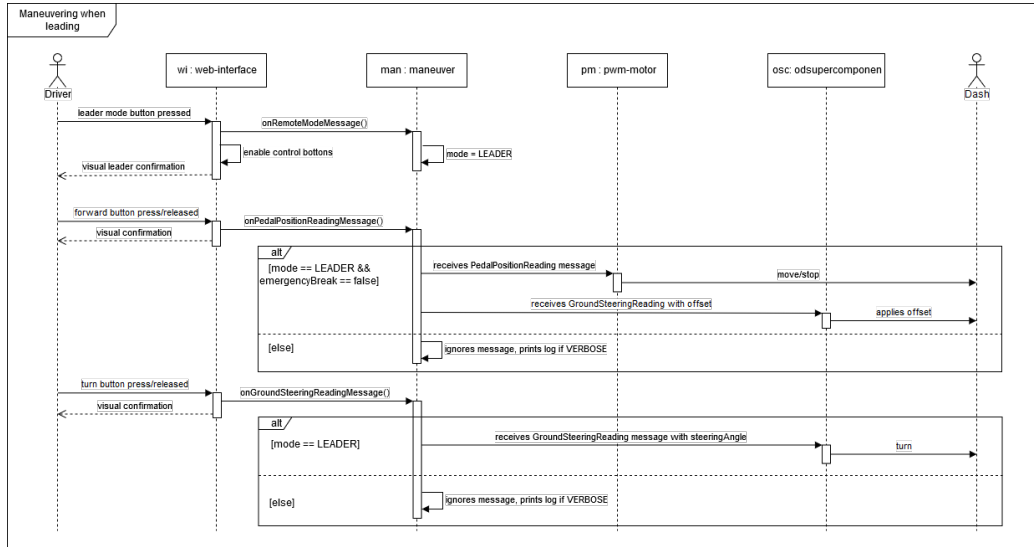 Maneuvering when
leading
wi : web-interface
man : maneuver
pm : pwm-motor
osc: odsupercomponen
Driver
Dash
leader mode button pressed
onRemoteModeMessage()
enable control bottons
mode = LEADER
visual leader confirmation
forward button press/released
onPedalPositionReadingMessage()
visual confirmation
alt
[mode == LEADER &&
emergencyBreak == false]
receives PedalPositionReading message
move/stop
receives GroundSteeringReading with offset
applies offset
[else]
ignores message, prints log if VERBOSE
turn button press/released
onGroundSteeringReadingMessage()
visual confirmation
alt
[mode == LEADER]
receives GroundSteeringReading message with steeringAngle
turn
[else]
ignores message, prints log if VERBOSE